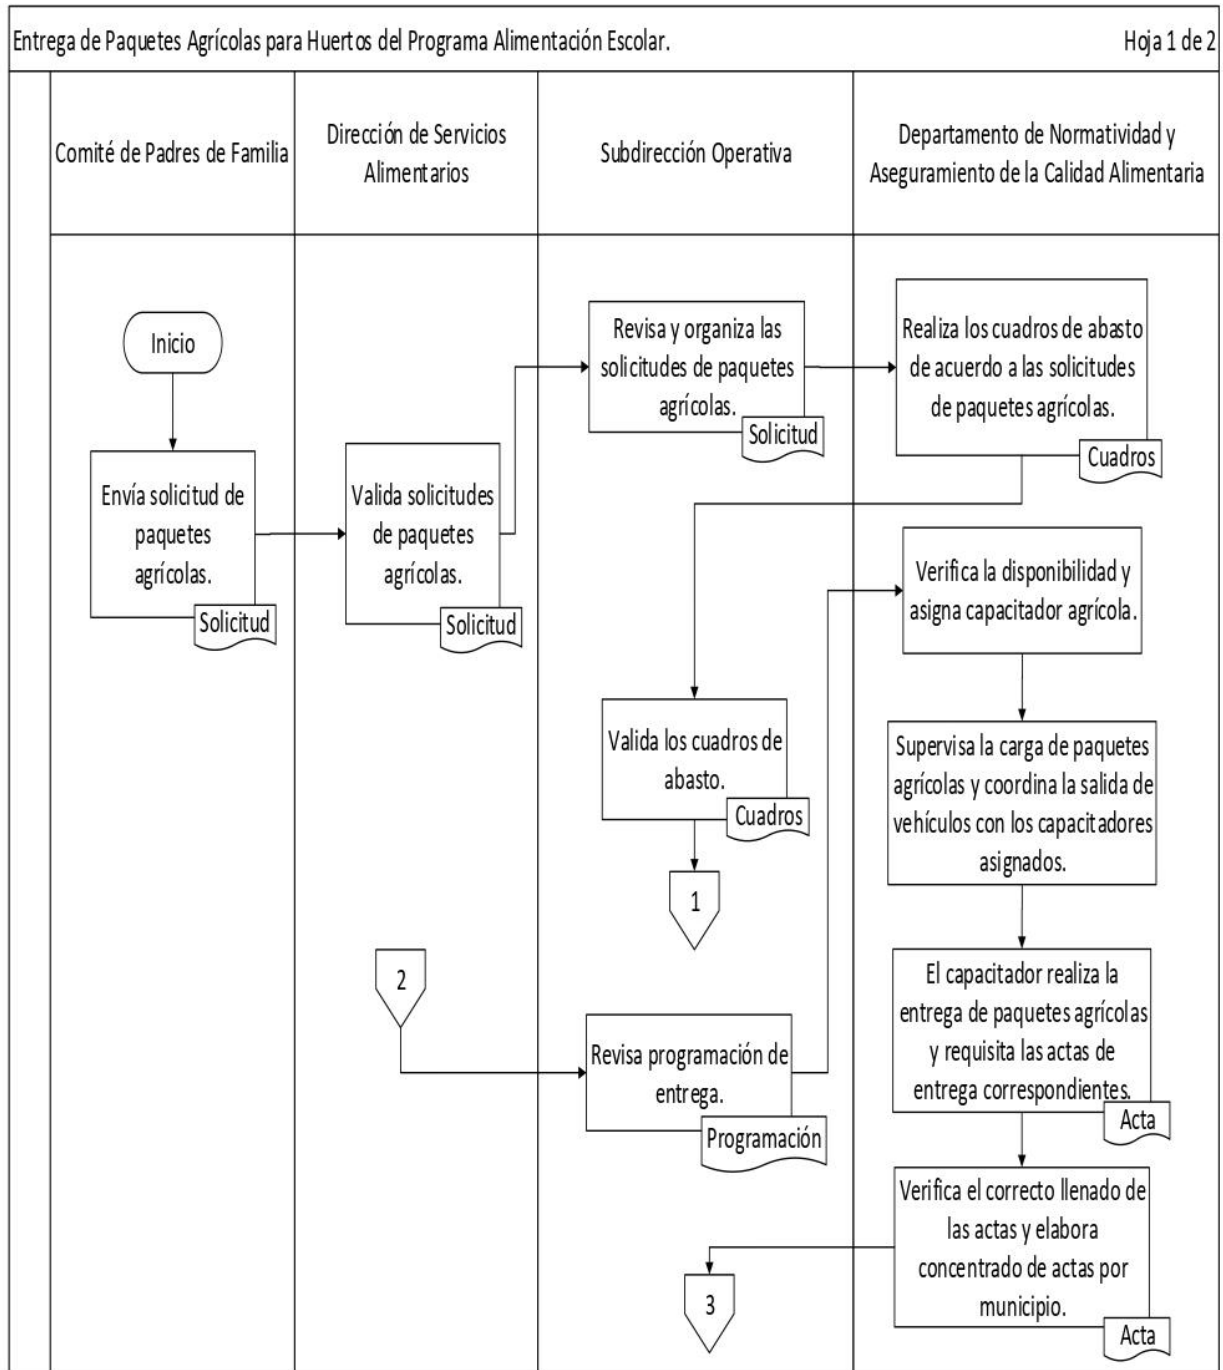 Entrega de Paquetes Agrícolas para Huertos del Programa Alimentación Escolar.
Hoja 1 de 2
Comité de Padres de Familia
Dirección de Servicios
Alimentarios
Subdirección Operativa
Departamento de Normatividad y
Aseguramiento de la Calidad Alimentaria
Inicio
Envía solicitud de
paquetes
agrícolas.
Solicitud
Valida solicitudes
de paquetes
agrícolas.
Solicitud
Revisa y organiza las
solicitudes de paquetes
agrícolas.
Solicitud
Realiza los cuadros de abasto
de acuerdo a las solicitudes
de paquetes agrícolas.
Cuadros
Valida los cuadros de
abasto.
Cuadros
1
2
Revisa programación de
entrega.
Programación
Verifica la disponibilidad y
asigna capacitador agrícola.
Supervisa la carga de paquetes
agrícolas y coordina la salida de
vehículos con los capacitadores
asignados.
El capacitador realiza la
entrega de paquetes agrícolas
y requisita las actas de
entrega correspondientes.
Acta
Verifica el correcto llenado de
las actas y elabora
concentrado de actas por
municipio.
Acta
3